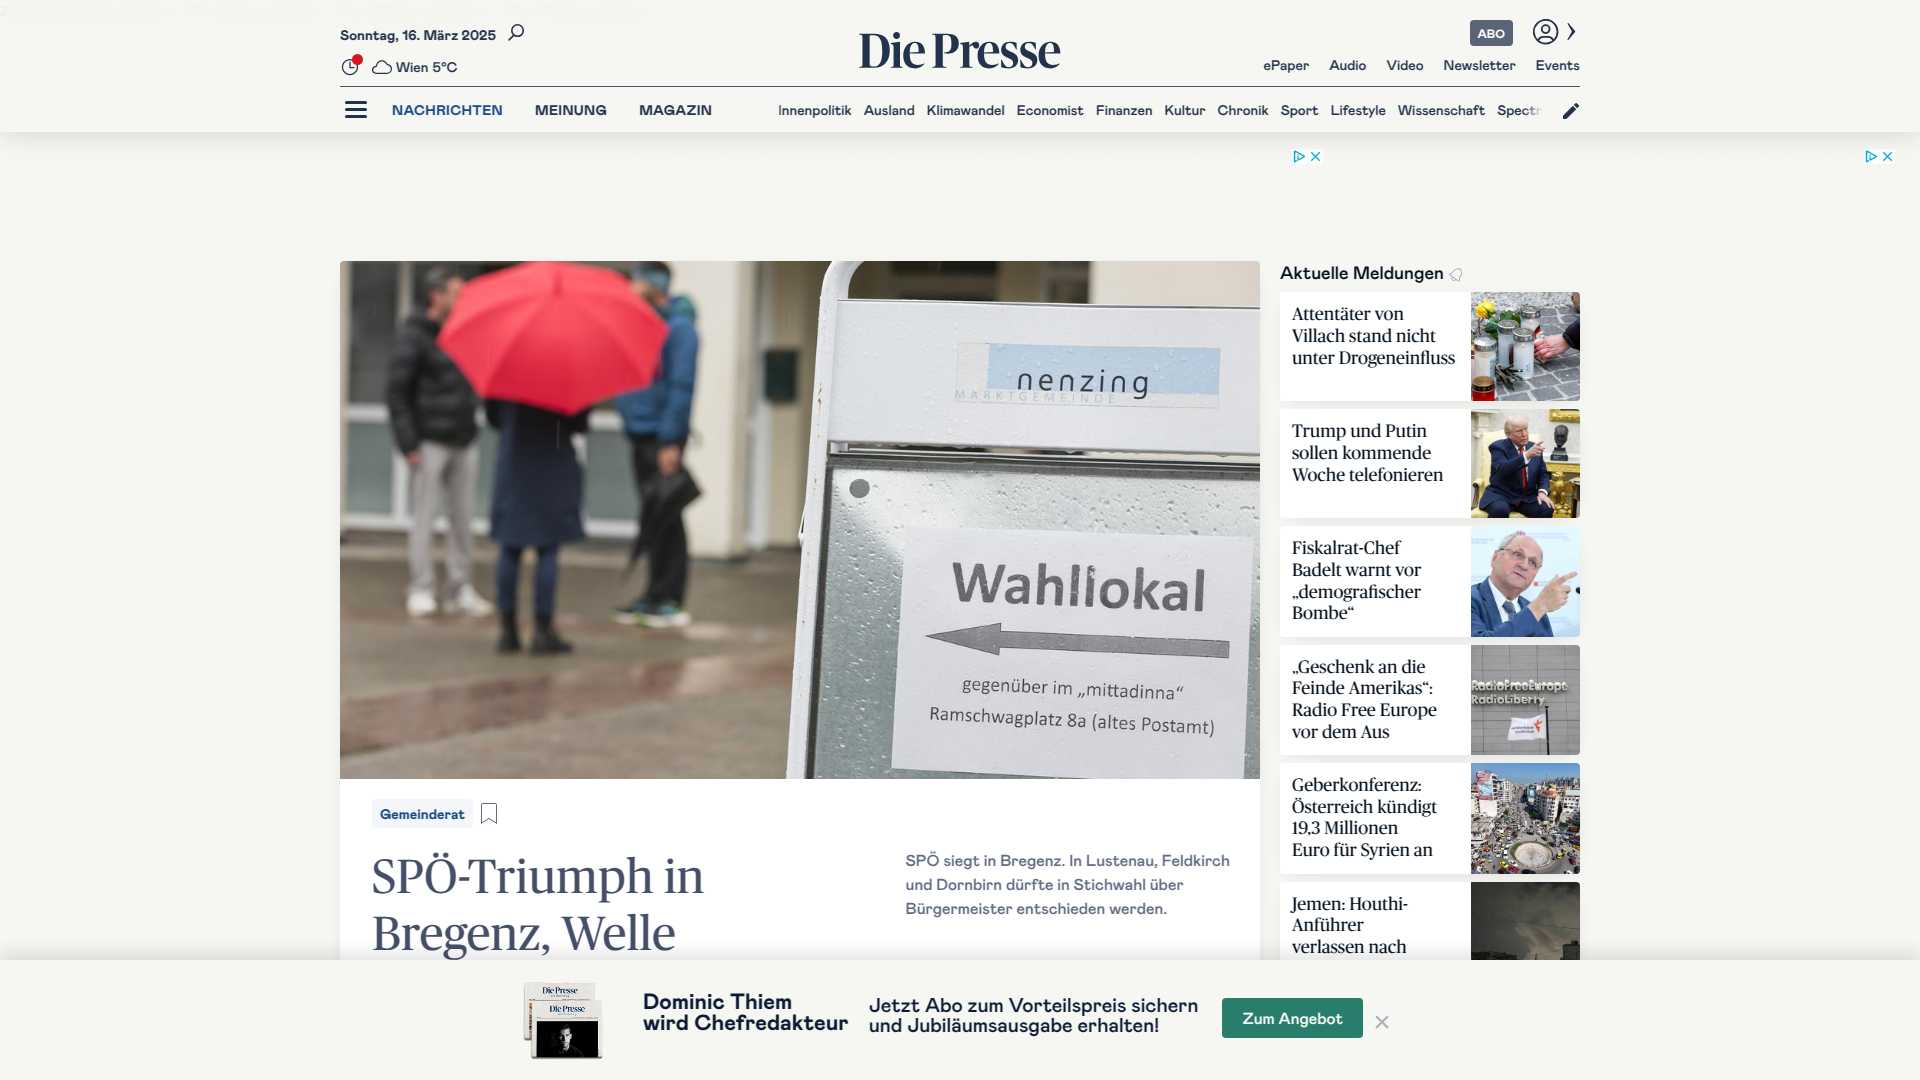 Sonntag, 16. März 2025
Wien 5°C
Die Presse
ABO
ePaper Audio Video Newsletter Events
NACHRICHTEN MEINUNG MAGAZIN
Innenpolitik Ausland Klimawandel Economist Finanzen Kultur Chronik Sport Lifestyle Wissenschaft Spectr
nenzing
MARKTGEMEINDE
Wahllokal
gegenüber im „mittadinna“
Ramschwagplatz 8a (altes Postamt)
Gemeinderat
SPÖ-Triumph in
Bregenz, Welle
SPÖ siegt in Bregenz. In Lustenau, Feldkirch
und Dornbirn dürfte in Stichwahl über
Bürgermeister entschieden werden.
Aktuelle Meldungen
Attentäter von
Villach stand nicht
unter Drogeneinfluss
Trump und Putin
sollen kommende
Woche telefonieren
Fiskalrat-Chef
Badelt warnt vor
„demografischer
Bombe“
„Geschenk an die
Feinde Amerikas“:
Radio Free Europe
vor dem Aus
RadioFreeEurope
RadioLiberty
Geberkonferenz:
Österreich kündigt
19,3 Millionen
Euro für Syrien an
Jemen: Houthi-
Anführer
verlassen nach
Die Presse
Die Presse
Dominic Thiem
wird Chefredakteur
Jetzt Abo zum Vorteilspreis sichern
und Jubiläumsausgabe erhalten!
Zum Angebot